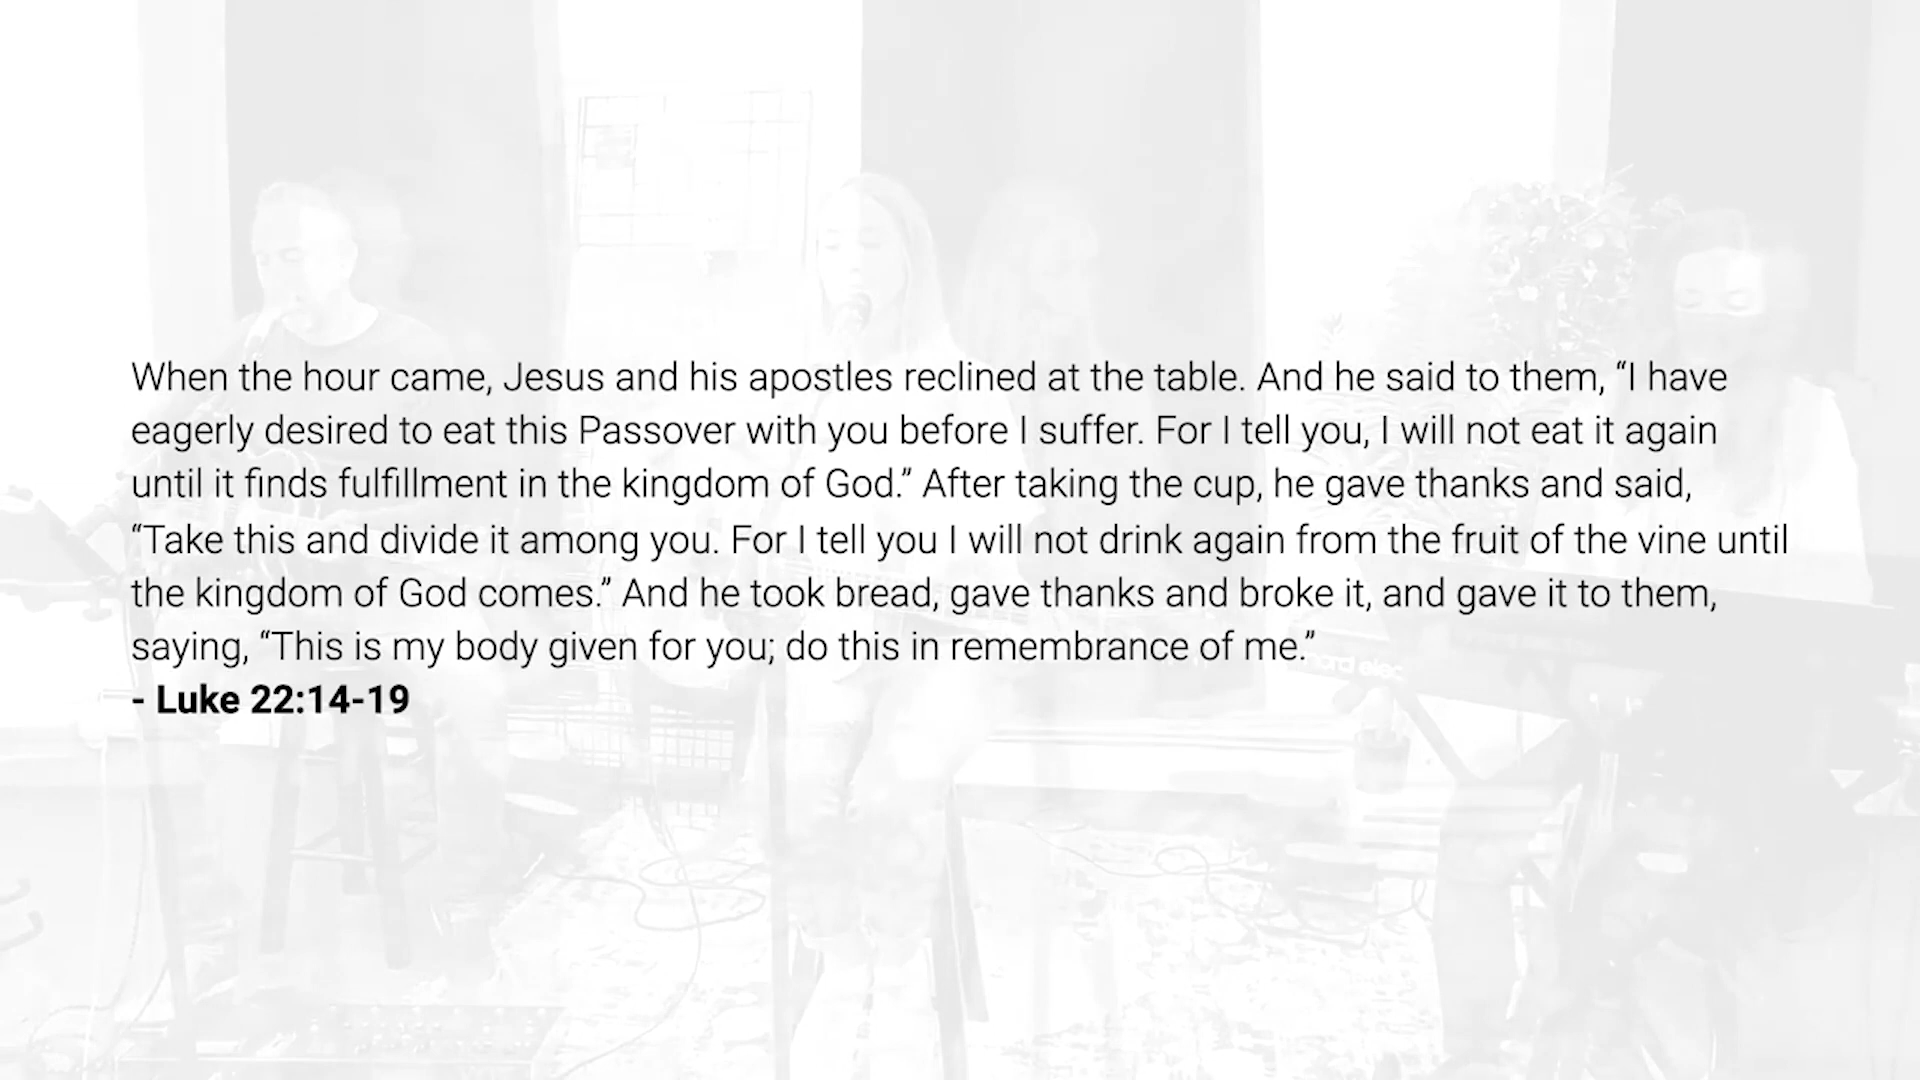 When the hour came, Jesus and his apostles reclined at the table. And he said to them, “I have
eagerly desired to eat this Passover with you before I suffer. For I tell you, I will not eat it again
until it finds fulfillment in the kingdom of God.” After taking the cup, he gave thanks and said,
“Take this and divide it among you. For I tell you I will not drink again from the fruit of the vine until
the kingdom of God comes.” And he took bread, gave thanks and broke it, and gave it to them,
saying, “This is my body given for you; do this in remembrance of me.”
- Luke 22:14-19